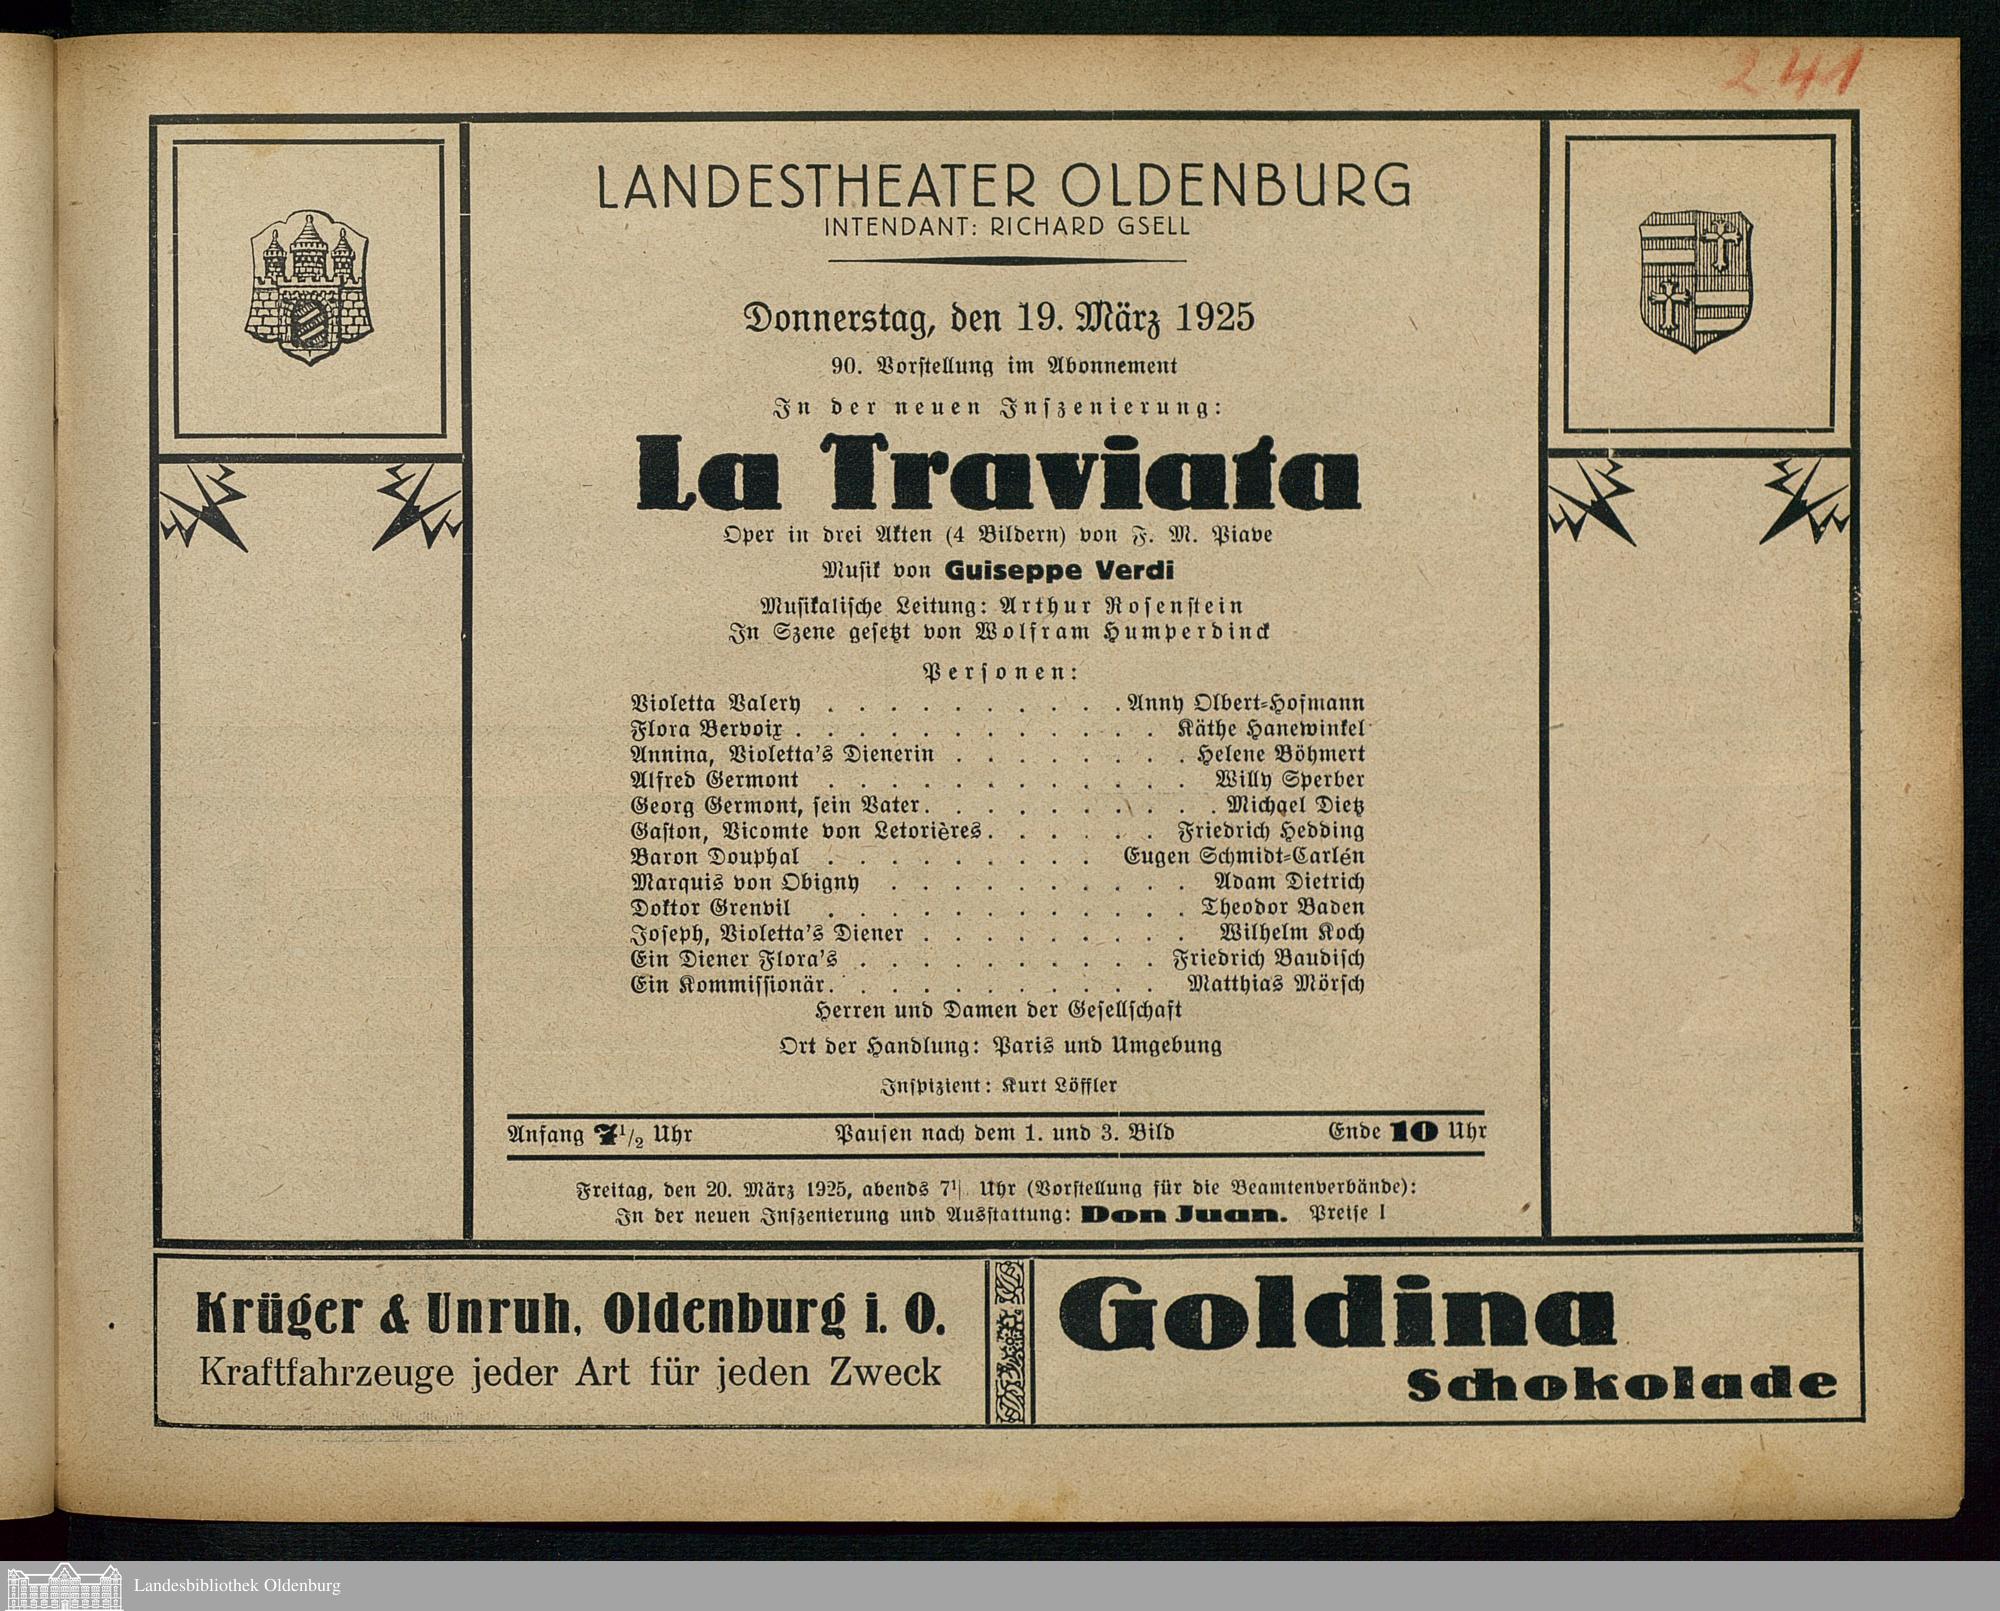 241
LANDESTHEATER OLDENBURG
INTENDANT: RICHARD GSELL
Donnerstag, den 19. März 1925
90. Vorstellung im Abonnement
In der neuen Inszenierung:
La Traviata
Oper in drei Akten (4 Bildern) von F. M. Piave
Musik von Guiseppe Verdi
Musikalische Leitung: Arthur Rosenstein
In Szene gesetzt von Wolfram Humperdinck
Personen:
Violetta Valery . . . . . . . . . . Anny Olbert-Hofmann
Flora Bervoix . . . . . . . . . . . . Käthe Hanewinkel
Annina, Violetta's Dienerin . . . . . . . . Helene Böhmert
Alfred Germont . . . . . . . . . . . . Willy Sperber
Georg Germont, sein Vater . . . . . . . . . . Michael Dietz
Gaston, Vicomte von Letorières . . . . . . Friedrich Hedding
Baron Douphal . . . . . . . . . Eugen Schmidt-Carlén
Marquis von Obigny . . . . . . . . . . Adam Dietrich
Doktor Grenvil . . . . . . . . . . . . Theodor Baden
Joseph, Violetta's Diener . . . . . . . . . Wilhelm Koch
Ein Diener Flora's . . . . . . . . . . Friedrich Baudisch
Ein Kommissionär . . . . . . . . . . . Matthias Mörsch
Herren und Damen der Gesellschaft
Ort der Handlung: Paris und Umgebung
Inspizient: Kurt Löffler
Anfang 7 1/2 Uhr Pausen nach dem 1. und 3. Bild Ende 10 Uhr
Freitag, den 20. März 1925, abends 7 1/ Uhr (Vorstellung für die Beamtenverbände):
In der neuen Inszenierung und Ausstattung: Don Juan. Preise I
Krüger & Unruh, Oldenburg i. O.
Kraftfahrzeuge jeder Art für jeden Zweck
Goldina
Schokolade
Landesbibliothek Oldenburg